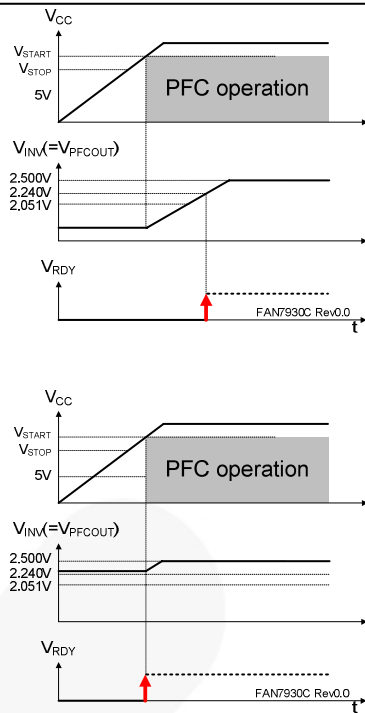 VCC
VSTART
VSTOP
5V
PFC operation
VINV(=VPFCOUT)
2.500V
2.240V
2.051V
VRDY
FAN7930C Rev0.0
t
VCC
VSTART
VSTOP
5V
PFC operation
VINV(=VPFCOUT)
2.500V
2.240V
2.051V
VRDY
FAN7930C Rev0.0
t